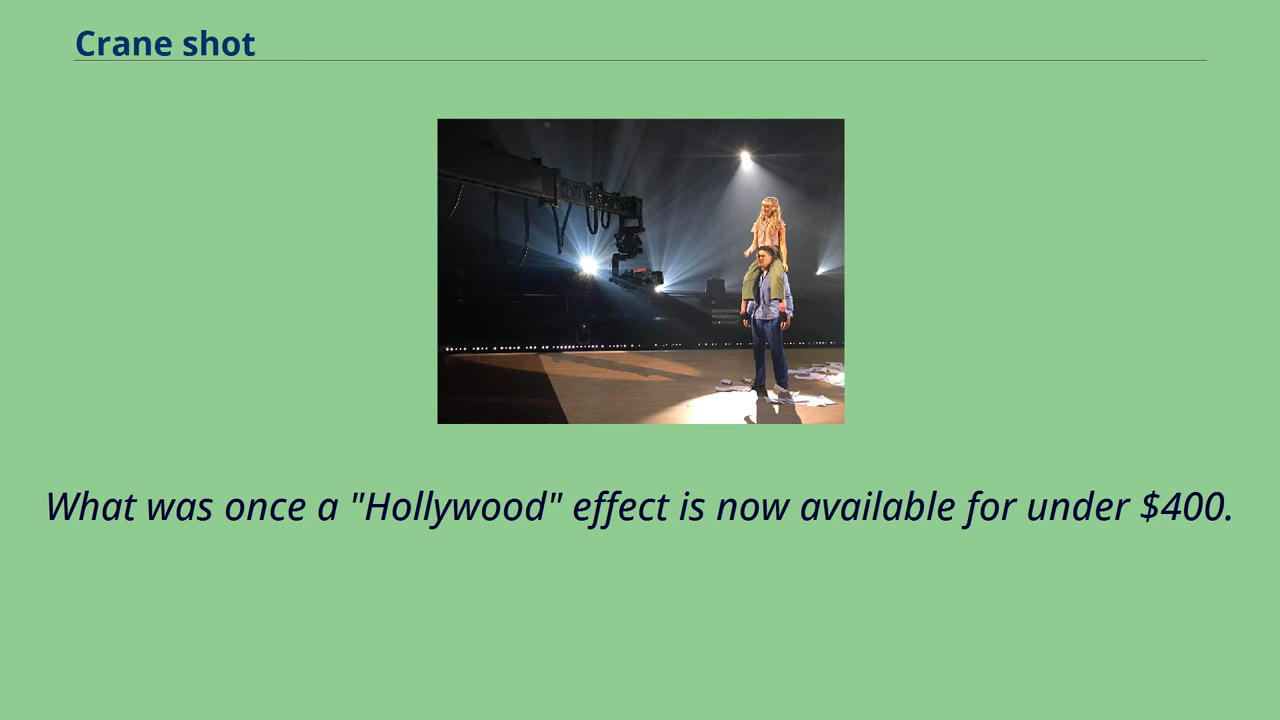 Crane shot
What was once a "Hollywood" effect is now available for under $400.